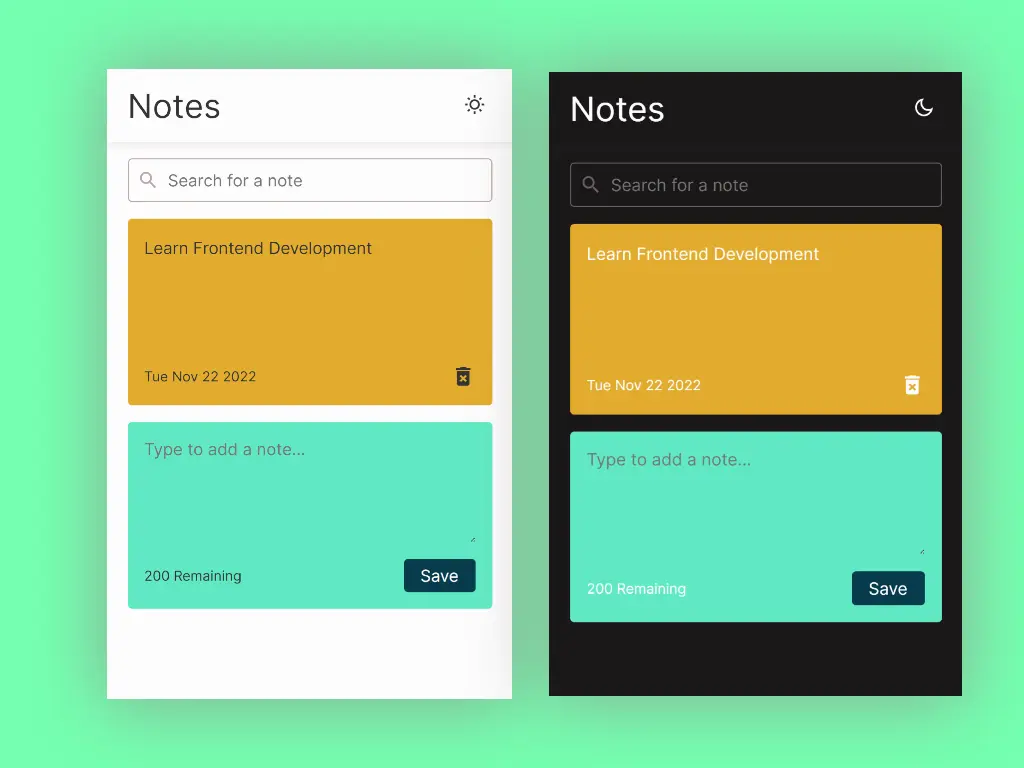 Notes
Search for a note
Learn Frontend Development
Tue Nov 22 2022
Type to add a note...
200 Remaining
Save
Notes
Search for a note
Learn Frontend Development
Tue Nov 22 2022
Type to add a note...
200 Remaining
Save